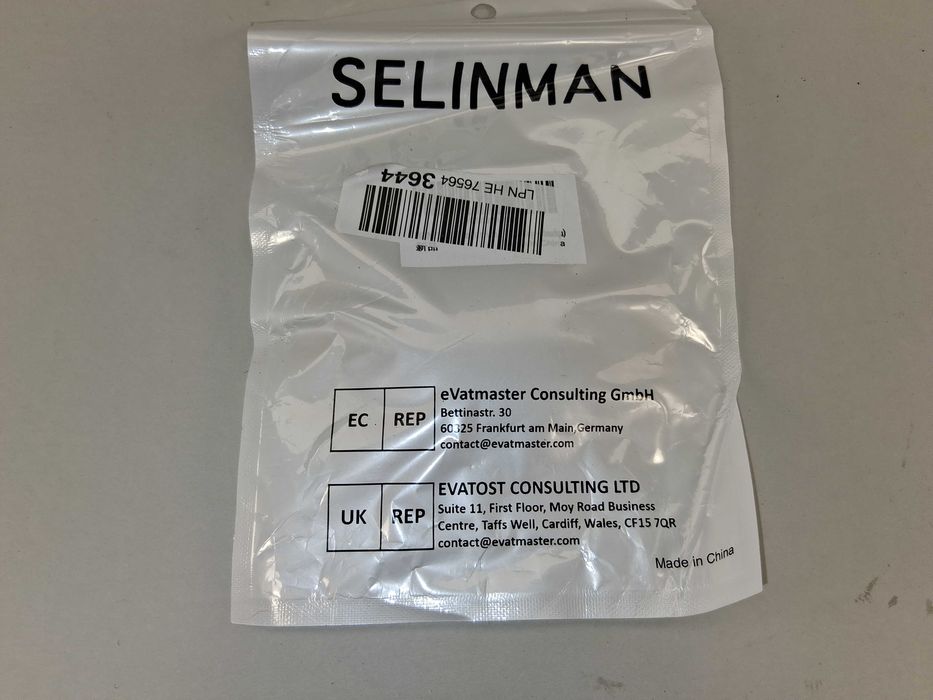 SELINMAN
LPN HE 76564 3644
EC REP
eVatmaster Consulting GmbH
Bettinastr. 30
60325 Frankfurt am Main,Germany
contact@evatmaster.com
UK REP
EVATOST CONSULTING LTD
Suite 11, First Floor, Moy Road Business
Centre, Taffs Well, Cardiff, Wales, CF15 7QR
contact@evatmaster.com
Made in China